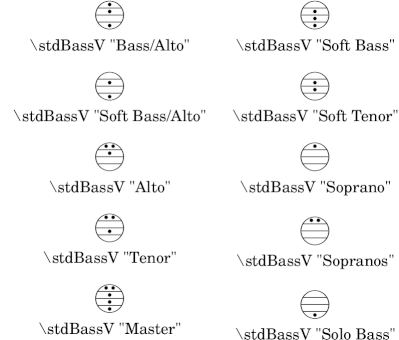 \stdBassV "Bass/Alto" \stdBassV "Soft Bass"
\stdBassV "Soft Bass/Alto" \stdBassV "Soft Tenor"
\stdBassV "Alto" \stdBassV "Soprano"
\stdBassV "Tenor" \stdBassV "Sopranos"
\stdBassV "Master" \stdBassV "Solo Bass"